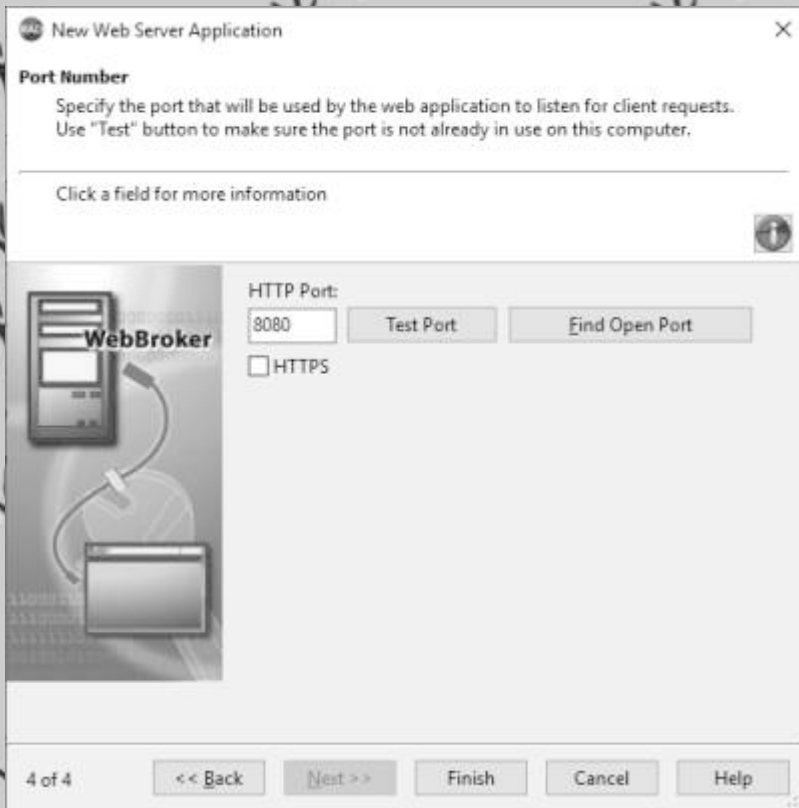 New Web Server Application
Port Number
Specify the port that will be used by the web application to listen for client requests.
Use "Test" button to make sure the port is not already in use on this computer.
Click a field for more information
HTTP Port:
8080
Test Port
Find Open Port
HTTPS
WebBroker
4 of 4
<< Back
Next >>
Finish
Cancel
Help